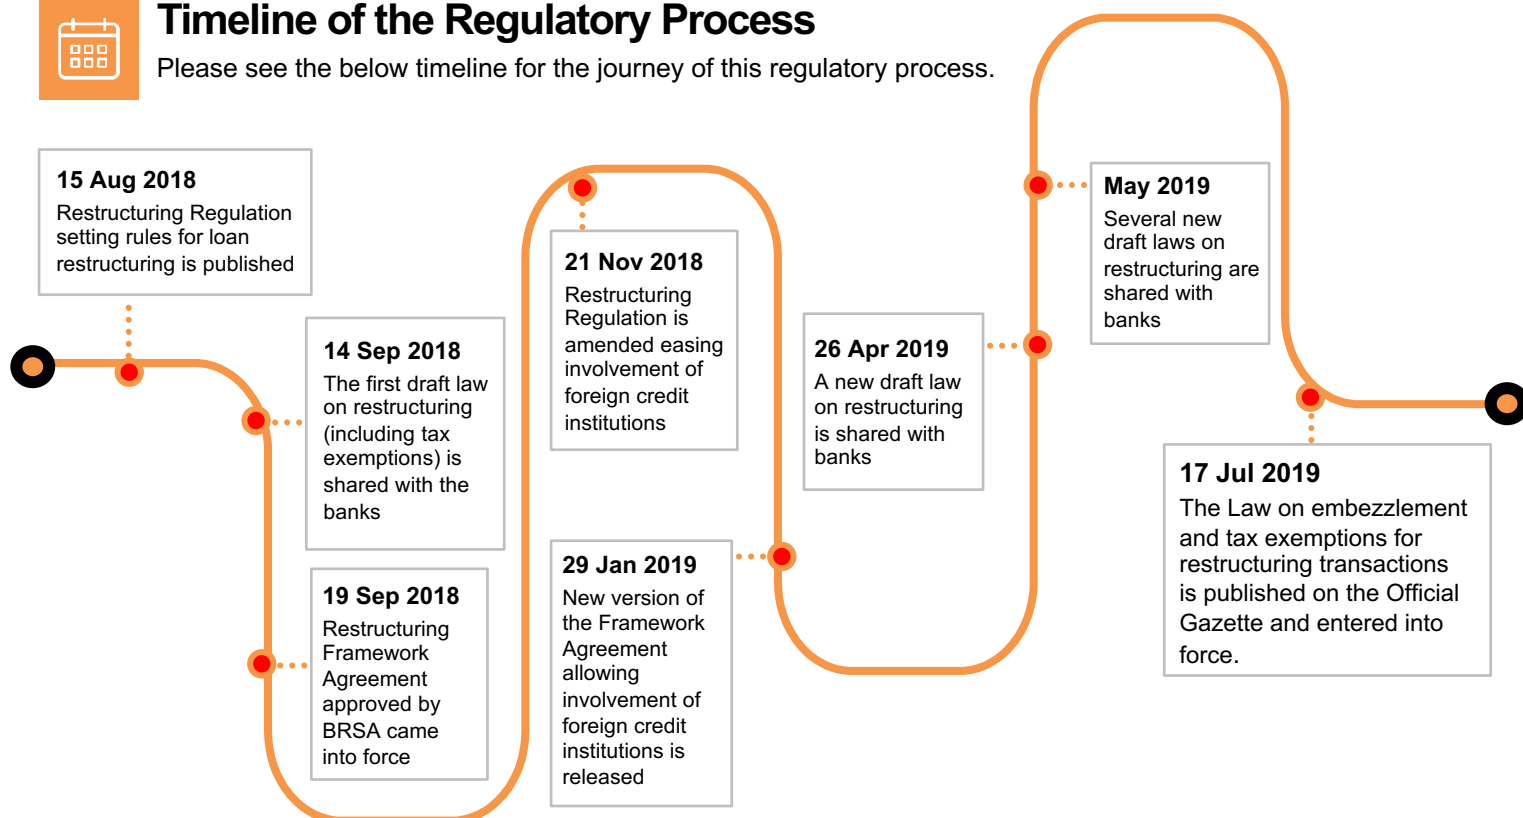 Timeline of the Regulatory Process
Please see the below timeline for the journey of this regulatory process.
15 Aug 2018
Restructuring Regulation
setting rules for loan
restructuring is published
14 Sep 2018
The first draft law
on restructuring
(including tax
exemptions) is
shared with the
banks
19 Sep 2018
Restructuring
Framework
Agreement
approved by
BRSA came
into force
21 Nov 2018
Restructuring
Regulation is
amended easing
involvement of
foreign credit
institutions
29 Jan 2019
New version of
the Framework
Agreement
allowing
involvement of
foreign credit
institutions is
released
26 Apr 2019
A new draft law
on restructuring
is shared with
banks
May 2019
Several new
draft laws on
restructuring are
shared with
banks
17 Jul 2019
The Law on embezzlement
and tax exemptions for
restructuring transactions
is published on the Official
Gazette and entered into
force.